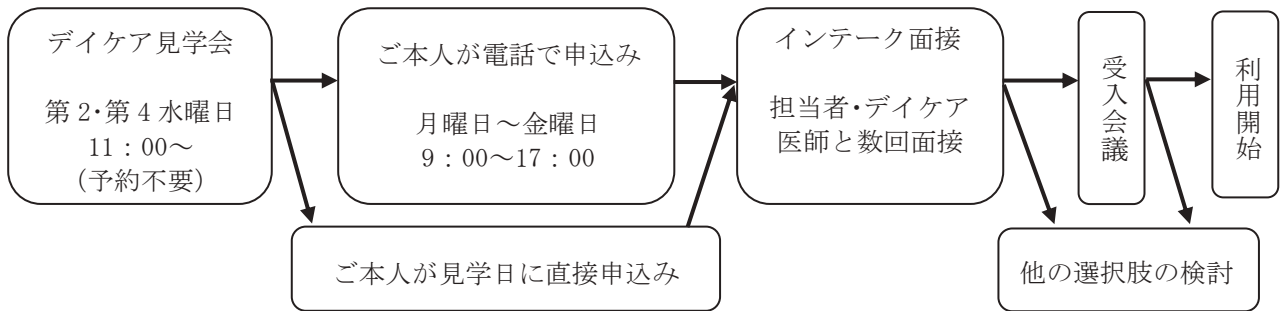 デイケア見学会
第2・第4水曜日
11：00～
（予約不要）
ご本人が電話で申込み
月曜日～金曜日
9：00～17：00
ご本人が見学日に直接申込み
インテーク面接
担当者・デイケア
医師と数回面接
受入会議
利用開始
他の選択肢の検討